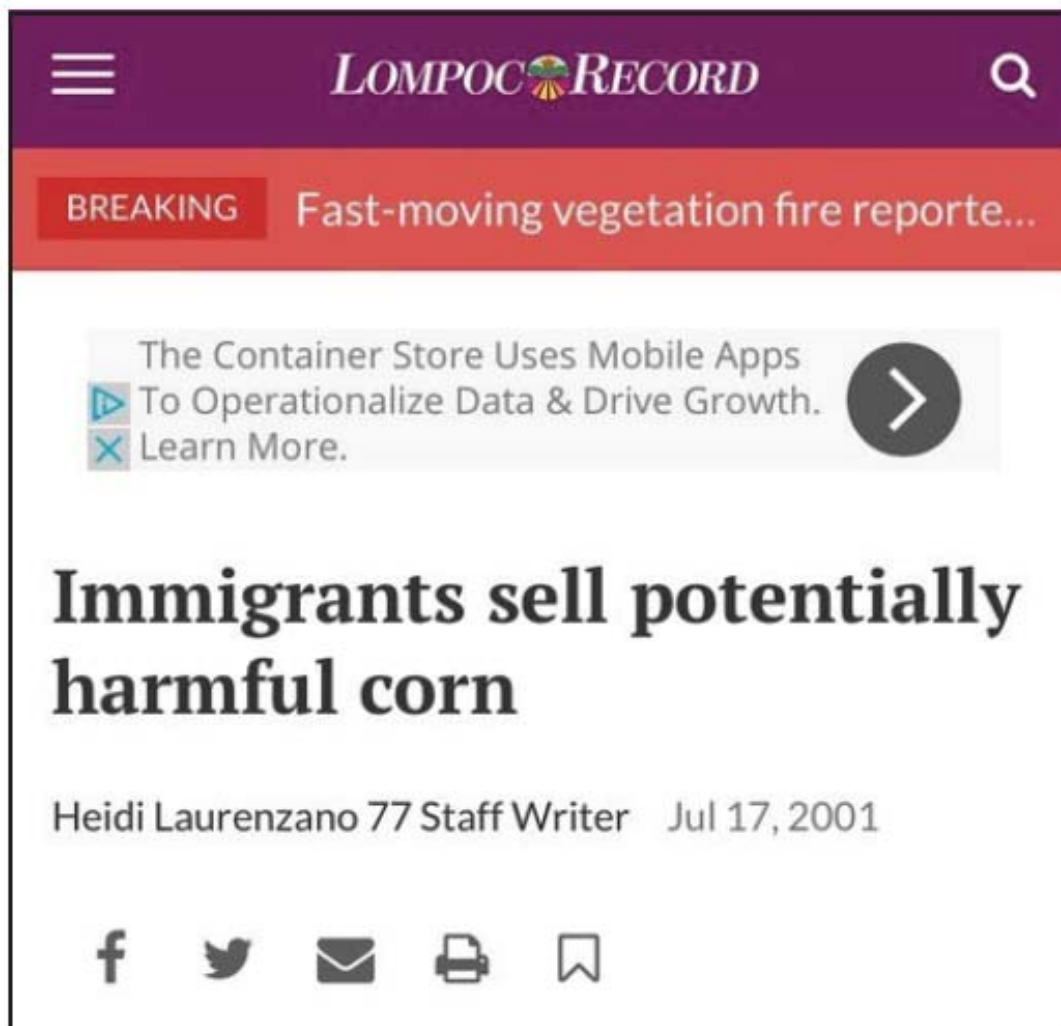 LOMPOC RECORD
BREAKING Fast-moving vegetation fire reporte...
The Container Store Uses Mobile Apps
To Operationalize Data & Drive Growth.
Learn More.
Immigrants sell potentially
harmful corn
Heidi Laurenzano 77 Staff Writer Jul 17, 2001